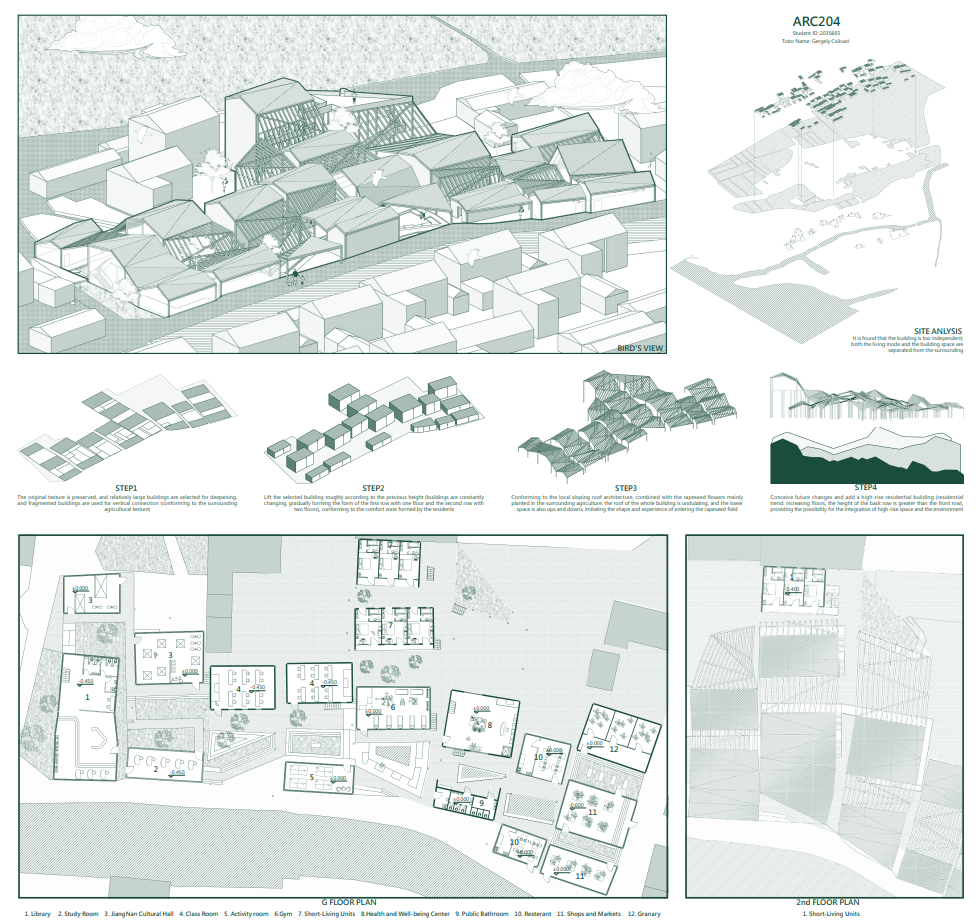 ARC204
Student ID :2035665
Tutor Name: Gergely Csikvari
BIRD'S VIEW
SITE ANLYSIS
It is found that the building is too independent,
both the living mode and the building space are
separated from the surrounding
STEP1
The original texture is preserved, and relatively large buildings are selected for deepening,
and fragmented buildings are used for vertical connection (conforming to the surrounding
agricultural texture)
STEP2
Lift the selected building roughly according to the previous height (buildings are constantly
changing, gradually forming the form of the first row with one floor and the second row with
two floors), conforming to the comfort zone formed by the residents
STEP3
Conforming to the local sloping roof architecture, combined with the rapeseed flowers mainly
planted in the surrounding agriculture, the roof of the whole building is undulating, and the lower
space is also ups and downs, imitating the shape and experience of entering the rapeseed field
STEP4
Conceive future changes and add a high-rise residential building (residential
trend: increasing floors, the height of the back row is greater than the front row),
providing the possibility for the integration of high-rise space and the environment
3
±0.000
3
±0.000
1
-0.450
2
-0.450
4
-0.450
4
-0.450
5
±0.000
6
±0.000
7
8
±0.000
9
±0.000
10
±0.000
10
±0.000
11
11
±0.000
12
±0.000
G FLOOR PLAN
1. Library 2. Study Room 3. JiangNan Cultural Hall 4. Class Room 5. Activity room 6.Gym 7. Short-Living Units 8.Health and Well-being Center 9. Public Bathroom 10. Resterant 11. Shops and Markets 12. Granary
1
5.400
2nd FLOOR PLAN
1. Short-Living Units